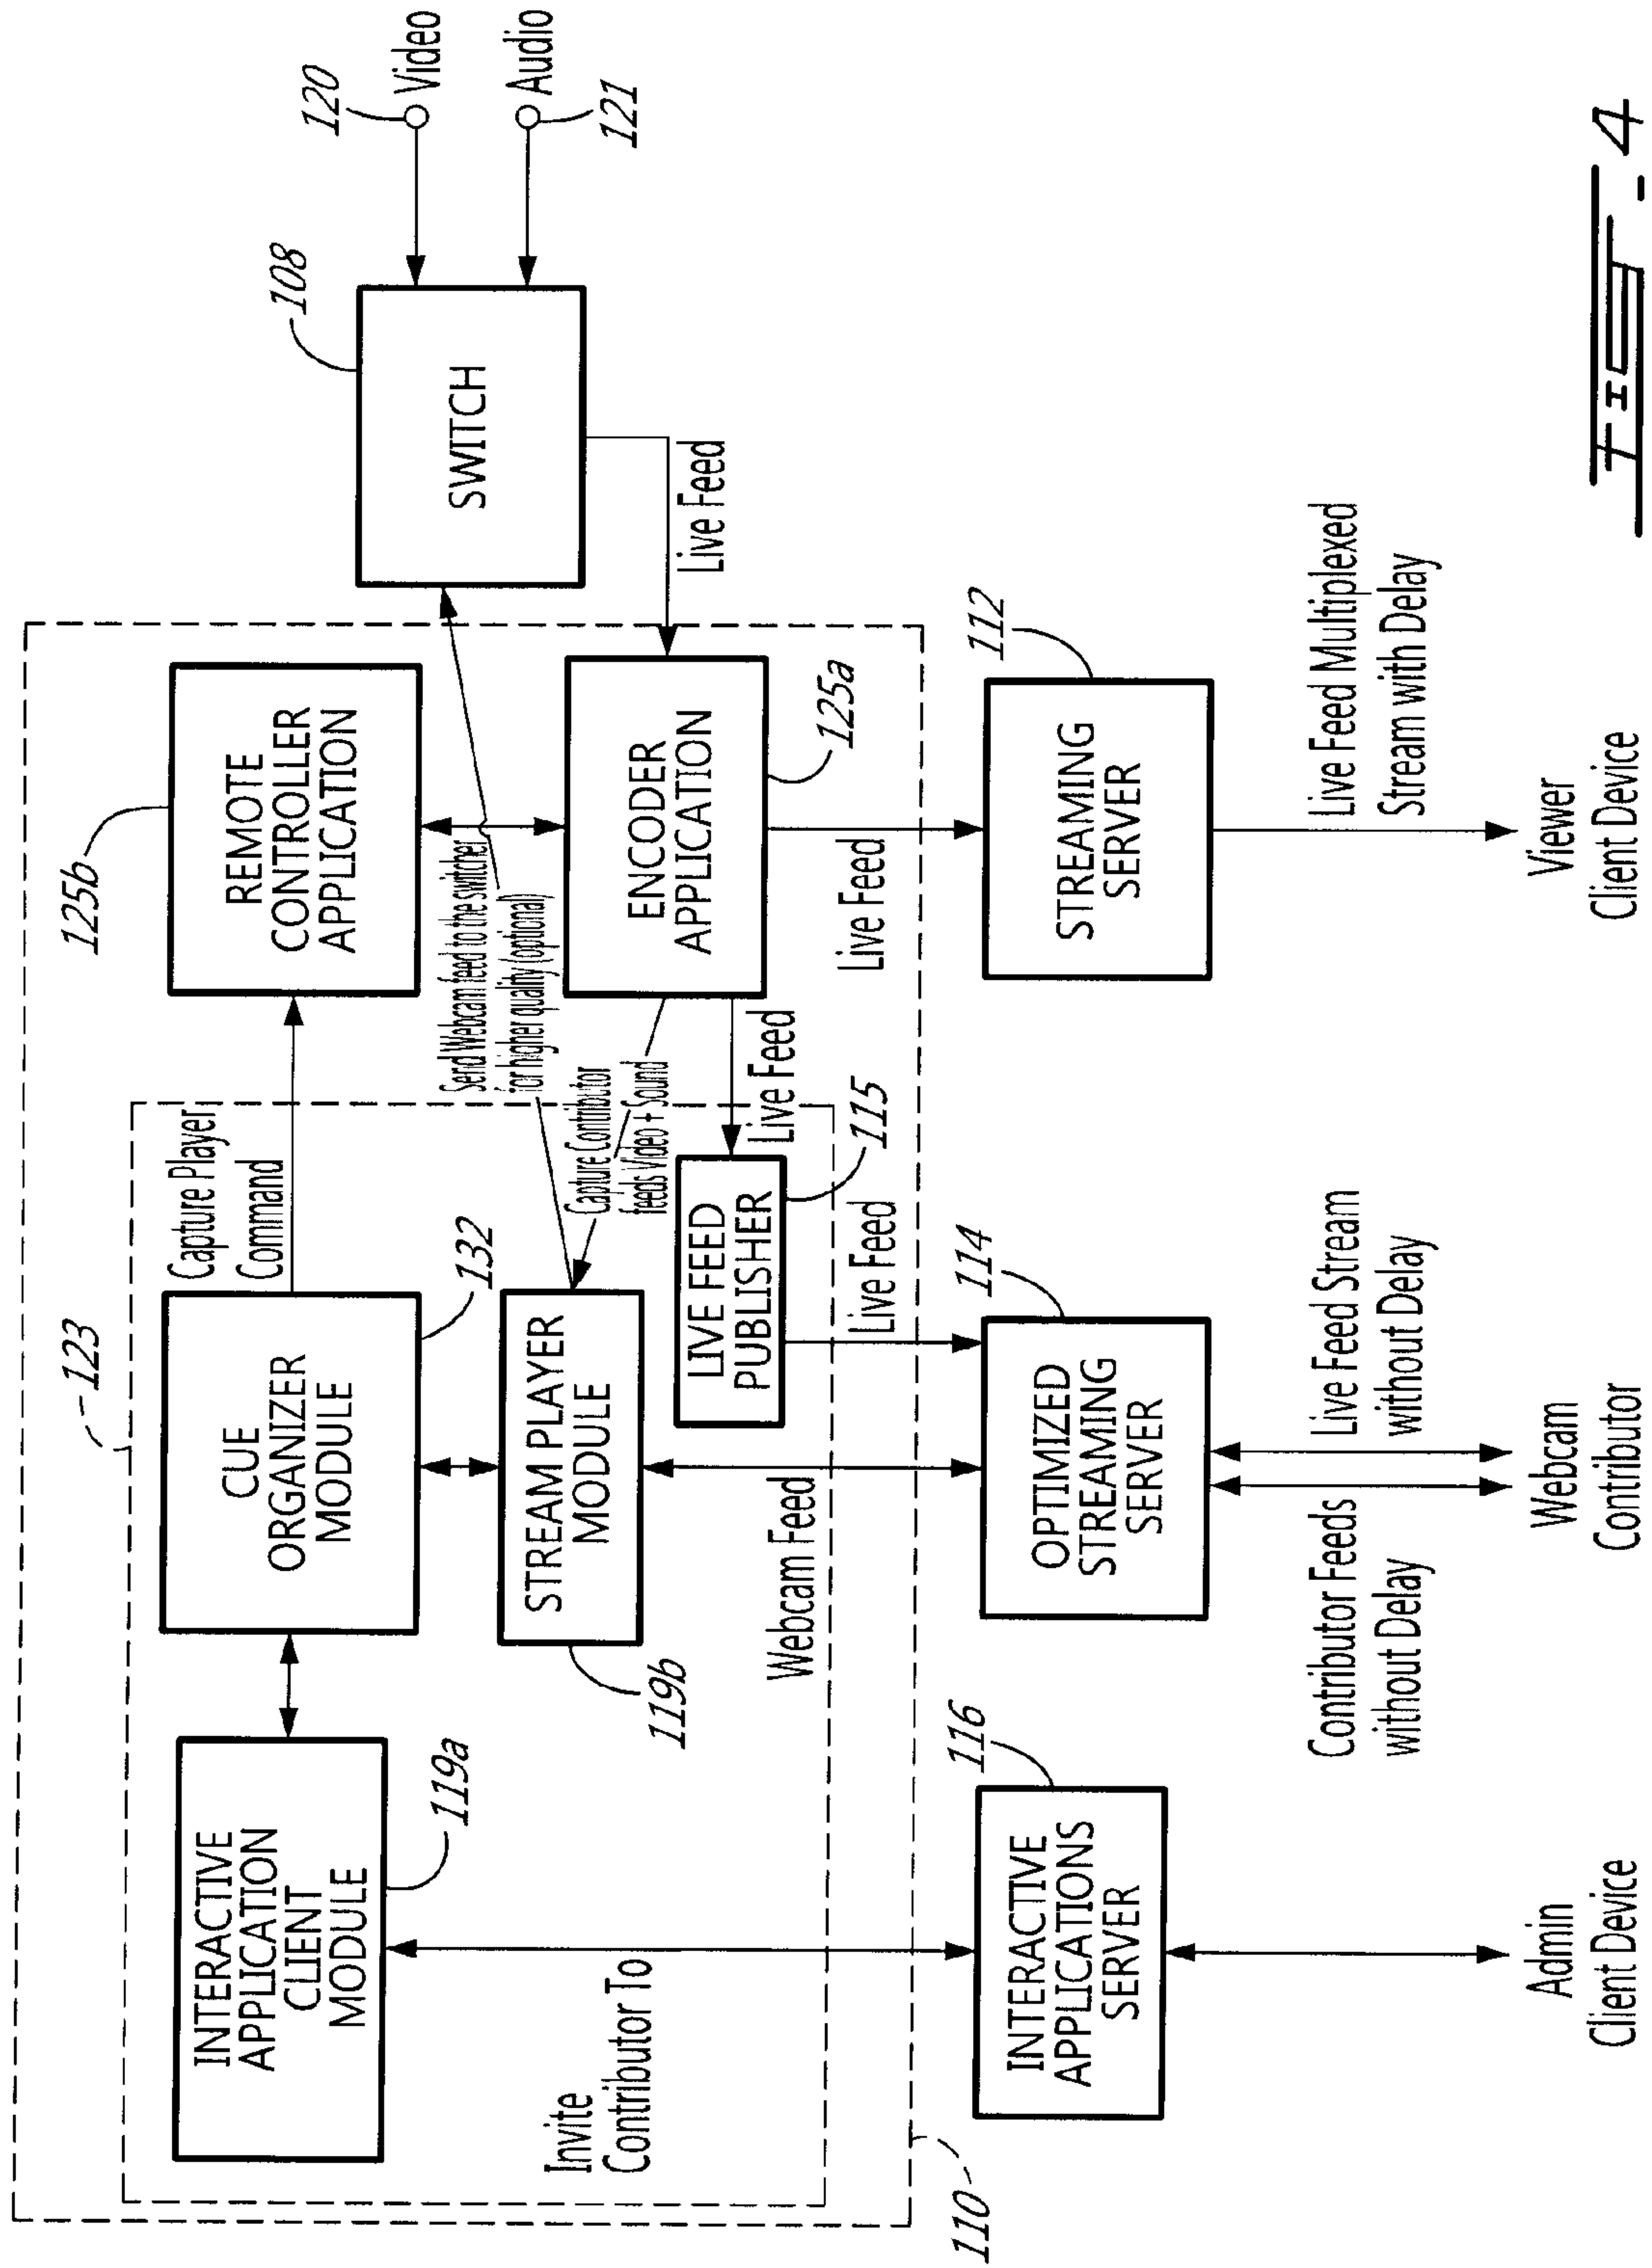 123
125b
INTERACTIVE
APPLICATION
CLIENT
MODULE
119a
CUE
ORGANIZER
MODULE
132
Capture Player
Command
REMOTE
CONTROLLER
APPLICATION
108
SWITCH
120
Video
Audio
121
Send Webcam feed to the switcher
for higher quality (optional)
Capture Contributor
feeds Video + Sound
STREAM PLAYER
MODULE
119b
ENCODER
APPLICATION
125a
Live Feed
Invite
Contributor To
LIVE FEED
PUBLISHER
115
Live Feed
Webcam Feed
Live Feed
Live Feed
110
116
INTERACTIVE
APPLICATIONS
SERVER
114
OPTIMIZED
STREAMING
SERVER
112
STREAMING
SERVER
Contributor Feeds
without Delay
Live Feed Stream
without Delay
Live Feed Multiplexed
Stream with Delay
Admin
Client Device
Webcam
Contributor
Viewer
Client Device
FIG-4